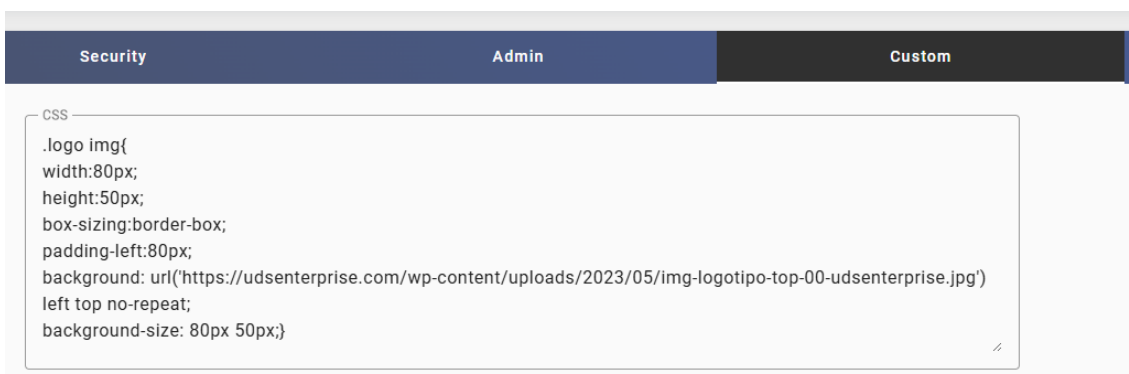 Security Admin Custom
CSS
.logo img{
width:80px;
height:50px;
box-sizing:border-box;
padding-left:80px;
background: url('https://udsenterprise.com/wp-content/uploads/2023/05/img-logotipo-top-00-udsenterprise.jpg')
left top no-repeat;
background-size: 80px 50px;}